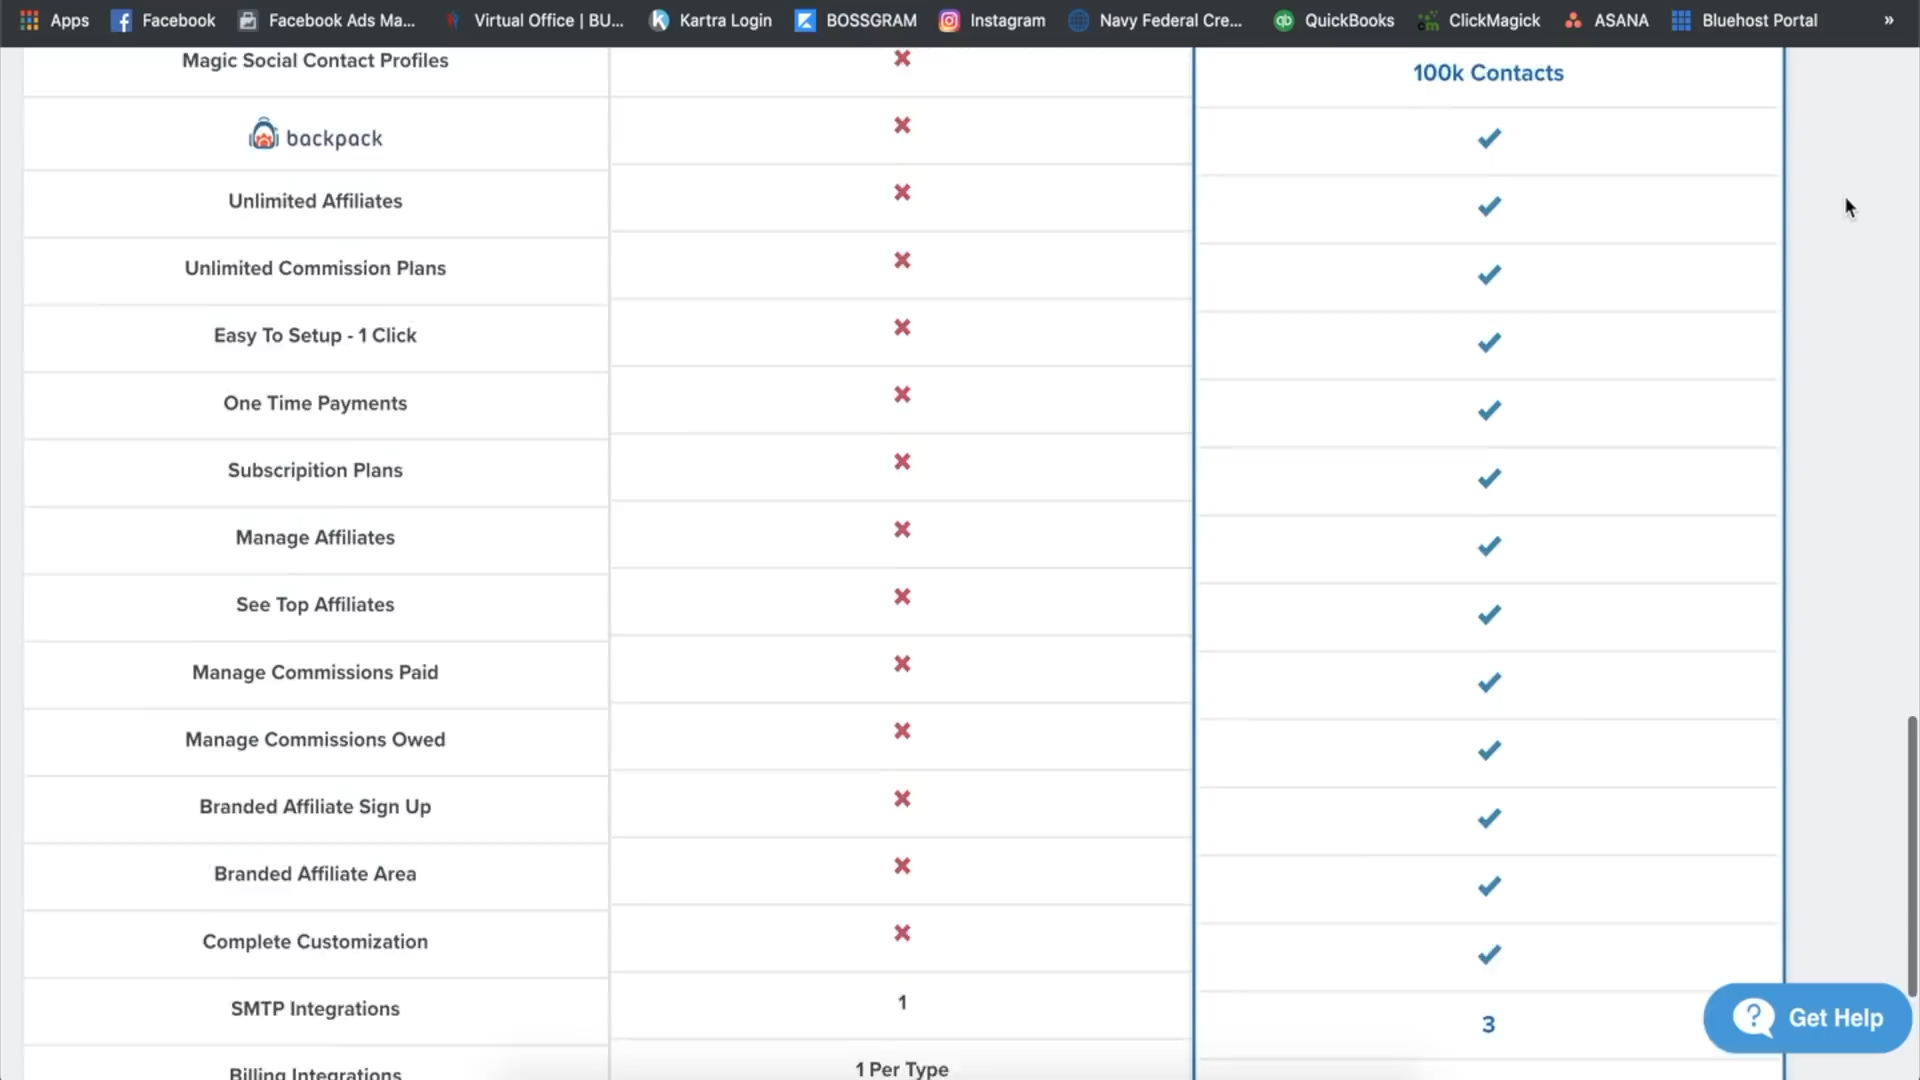 Apps Facebook Facebook Ads Ma... Virtual Office | BU... Kartra Login BOSSGRAM Instagram Navy Federal Cre... QuickBooks ClickMagick ASANA Bluehost Portal »
Magic Social Contact Profiles
100k Contacts
backpack
Unlimited Affiliates
Unlimited Commission Plans
Easy To Setup - 1 Click
One Time Payments
Subscripition Plans
Manage Affiliates
See Top Affiliates
Manage Commissions Paid
Manage Commissions Owed
Branded Affiliate Sign Up
Branded Affiliate Area
Complete Customization
SMTP Integrations 1 3
Get Help
Billing Integrations 1 Per Type